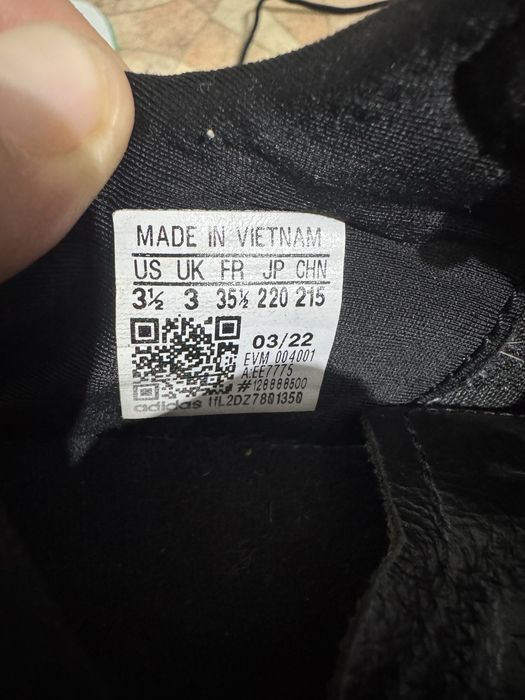 MADE IN VIETNAM
US UK FR JP CHN
3½ 3 35½ 220 215
03/22
EVM 004001
A:EE7775
#128888500
adidas 11L2DZ7801350